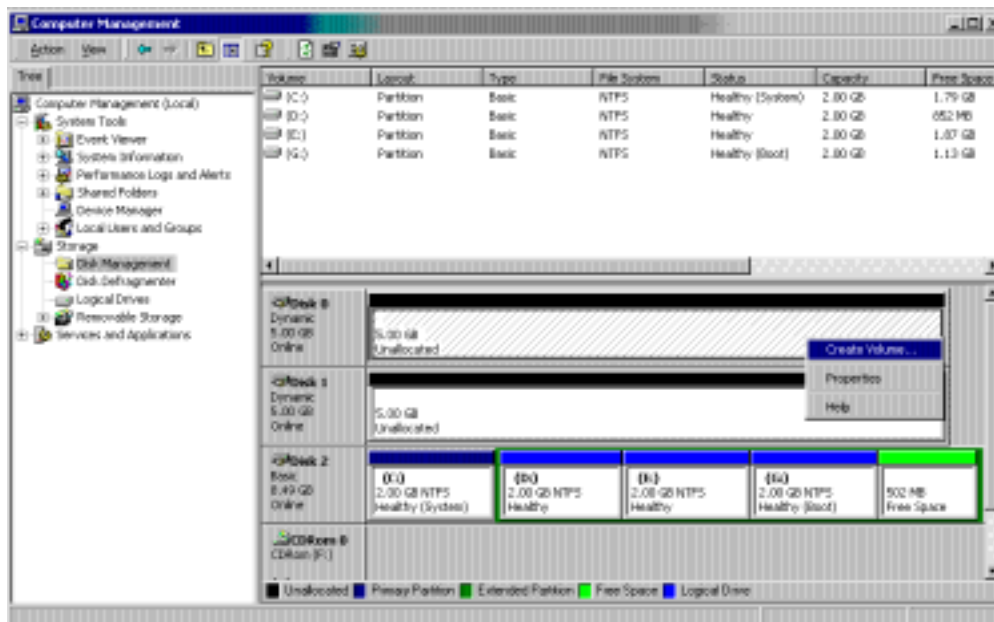 Computer Management
Action View
Tree
Volume Layout Type File System Status Capacity Free Space
(C:) Partition Basic NTFS Healthy (System) 2.00 GB 1.79 GB
(D:) Partition Basic NTFS Healthy 2.00 GB 652 MB
(E:) Partition Basic NTFS Healthy 2.00 GB 1.07 GB
(G:) Partition Basic NTFS Healthy (Boot) 2.00 GB 1.13 GB
Computer Management (Local)
System Tools
Event Viewer
System Information
Performance Logs and Alerts
Shared Folders
Device Manager
Local Users and Groups
Storage
Disk Management
Disk Defragmenter
Logical Drives
Removable Storage
Services and Applications
Disk 0
Dynamic
5.00 GB
Online
5.00 GB
Unallocated
Create Volume...
Properties
Help
Disk 1
Dynamic
5.00 GB
Online
5.00 GB
Unallocated
Disk 2
Basic
8.49 GB
Online
(C:)
2.00 GB NTFS
Healthy (System)
(D:)
2.00 GB NTFS
Healthy
(E:)
2.00 GB NTFS
Healthy
(G:)
2.00 GB NTFS
Healthy (Boot)
502 MB
Free Space
CDRom 0
CDRom (F:)
Unallocated Primary Partition Extended Partition Free Space Logical Drive